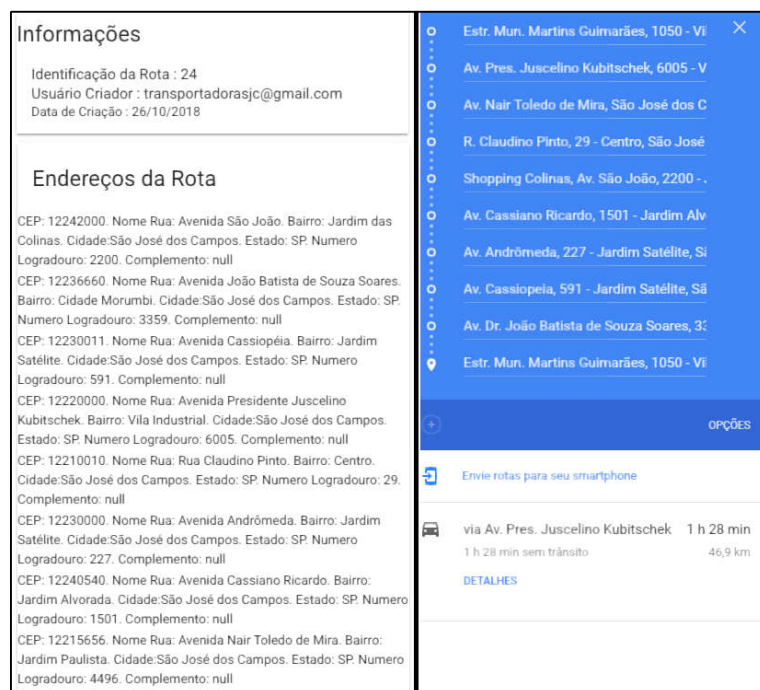 Informações
Identificação da Rota : 24
Usuário Criador : transportadorasjc@gmail.com
Data de Criação : 26/10/2018
Endereços da Rota
CEP: 12242000. Nome Rua: Avenida São João. Bairro: Jardim das
Colinas. Cidade:São José dos Campos. Estado: SP. Numero
Logradouro: 2200. Complemento: null
CEP: 12236660. Nome Rua: Avenida João Batista de Souza Soares.
Bairro: Cidade Morumbi. Cidade:São José dos Campos. Estado: SP.
Numero Logradouro: 3359. Complemento: null
CEP: 12230011. Nome Rua: Avenida Cassiopéia. Bairro: Jardim
Satélite. Cidade:São José dos Campos. Estado: SP. Numero
Logradouro: 591. Complemento: null
CEP: 12220000. Nome Rua: Avenida Presidente Juscelino
Kubitschek. Bairro: Vila Industrial. Cidade:São José dos Campos.
Estado: SP. Numero Logradouro: 6005. Complemento: null
CEP: 12210010. Nome Rua: Rua Claudino Pinto. Bairro: Centro.
Cidade:São José dos Campos. Estado: SP. Numero Logradouro: 29.
Complemento: null
CEP: 12230000. Nome Rua: Avenida Andrômeda. Bairro: Jardim
Satélite. Cidade:São José dos Campos. Estado: SP. Numero
Logradouro: 227. Complemento: null
CEP: 12240540. Nome Rua: Avenida Cassiano Ricardo. Bairro:
Jardim Alvorada. Cidade:São José dos Campos. Estado: SP. Numero
Logradouro: 1501. Complemento: null
CEP: 12215656. Nome Rua: Avenida Nair Toledo de Mira. Bairro:
Jardim Paulista. Cidade:São José dos Campos. Estado: SP. Numero
Logradouro: 4496. Complemento: null
Estr. Mun. Martins Guimarães, 1050 - Vi
Av. Pres. Juscelino Kubitschek, 6005 - V
Av. Nair Toledo de Mira, São José dos C
R. Claudino Pinto, 29 - Centro, São José
Shopping Colinas, Av. São João, 2200 - .
Av. Cassiano Ricardo, 1501 - Jardim Alv
Av. Andrômeda, 227 - Jardim Satélite, Sã
Av. Cassiopeia, 591 - Jardim Satélite, Sã
Av. Dr. João Batista de Souza Soares, 33
Estr. Mun. Martins Guimarães, 1050 - Vi
OPÇÕES
Envie rotas para seu smartphone
via Av. Pres. Juscelino Kubitschek 1 h 28 min
1 h 28 min sem trânsito 46,9 km
DETALHES